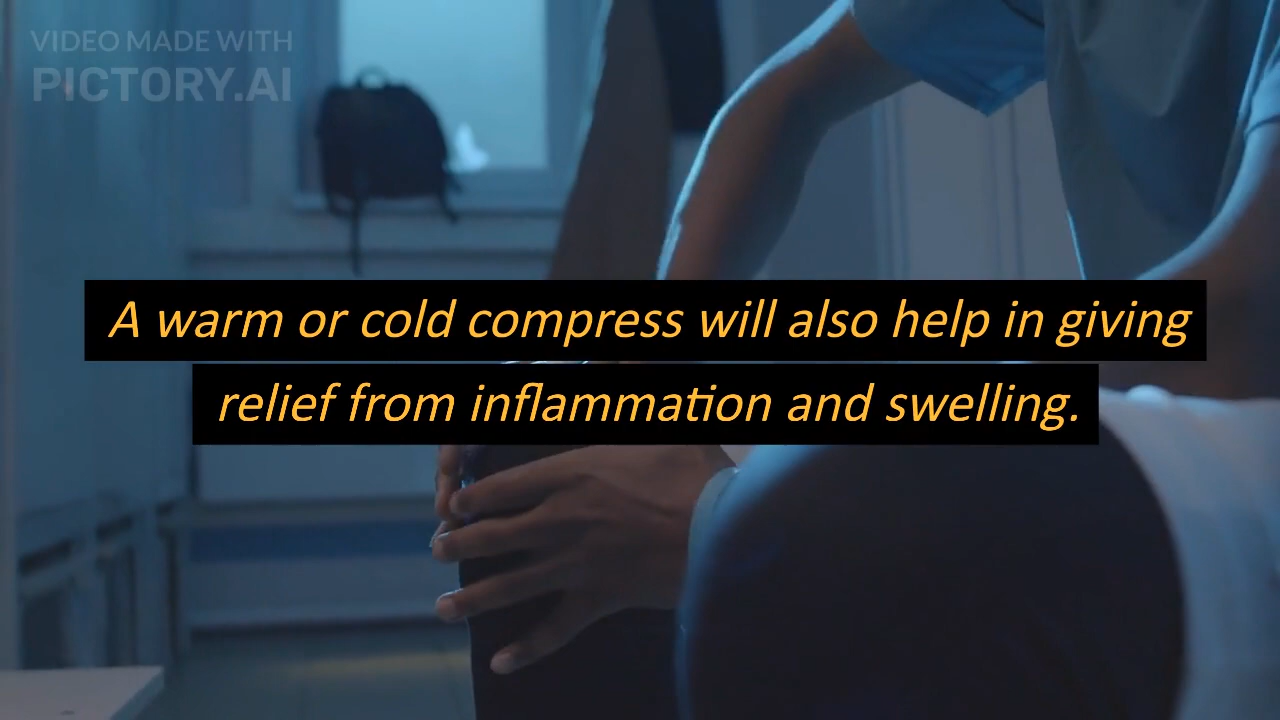 VIDEO MADE WITH
PICTORY.AI
A warm or cold compress will also help in giving
relief from inflammation and swelling.